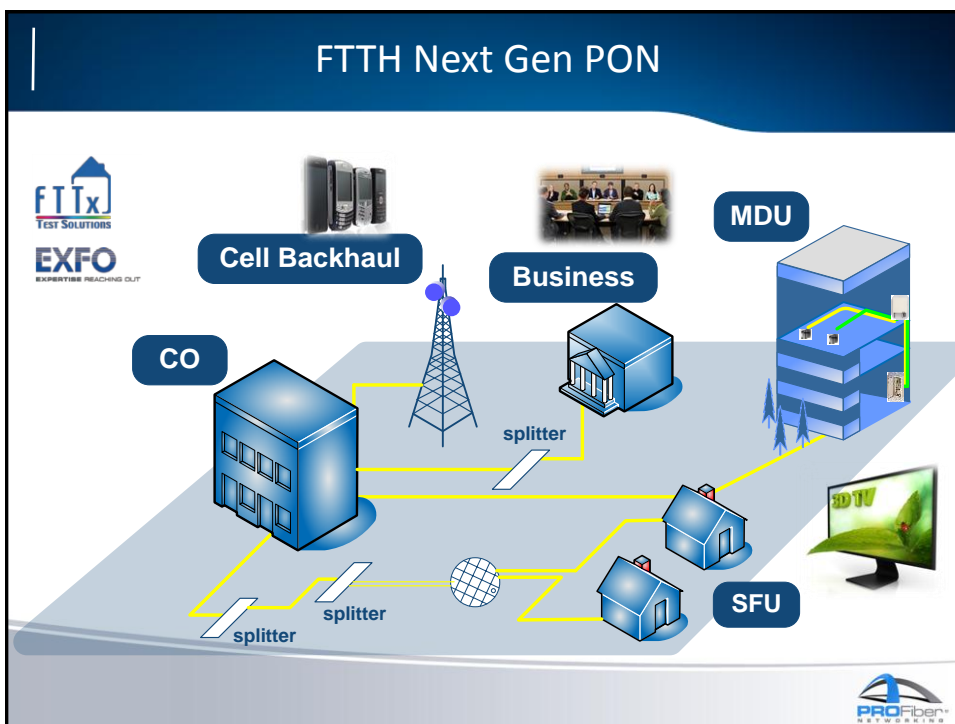 FTTH Next Gen PON
FTTx
TEST SOLUTIONS
EXFO
EXPERTISE REACHING OUT
Cell Backhaul
Business
MDU
CO
splitter
3D TV
splitter
splitter
SFU
PROFiber
NETWORKING